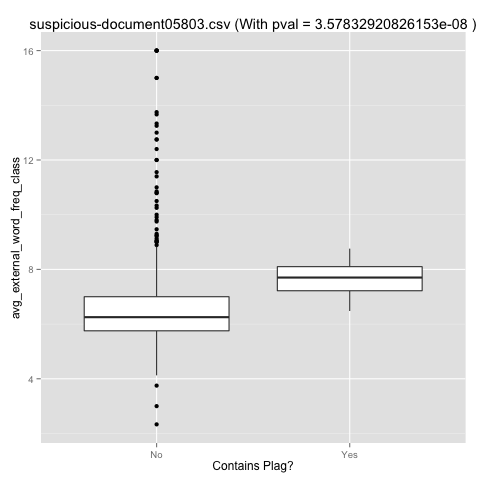 suspicious-document05803.csv (With pval = 3.57832920826153e-08 )
avg_external_word_freq_class
16
12
8
4
No
Yes
Contains Plag?